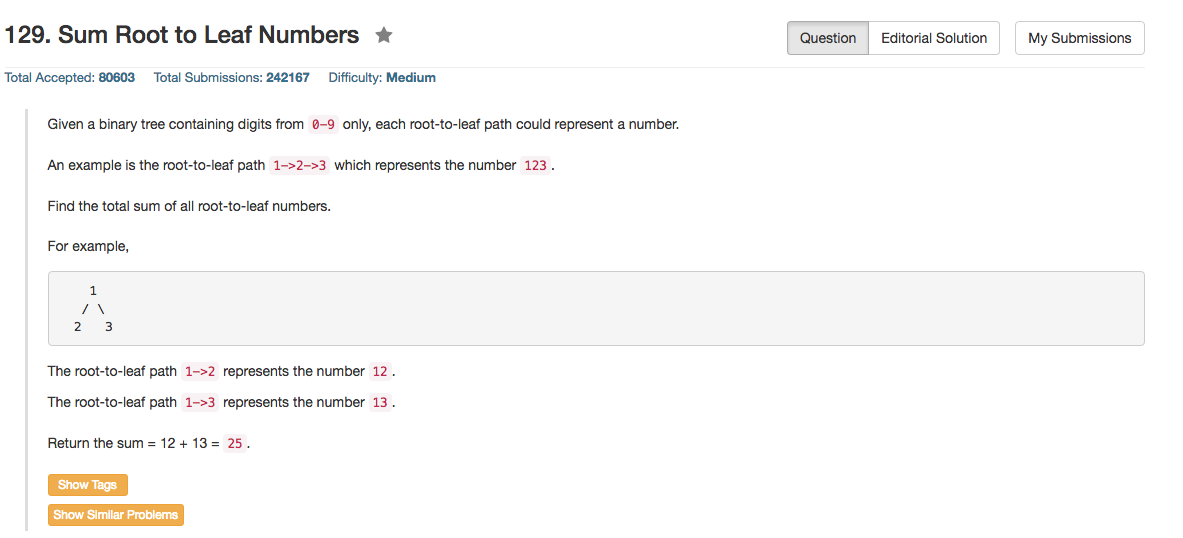 129. Sum Root to Leaf Numbers ★
Question Editorial Solution My Submissions
Total Accepted: 80603 Total Submissions: 242167 Difficulty: Medium
Given a binary tree containing digits from 0-9 only, each root-to-leaf path could represent a number.
An example is the root-to-leaf path 1->2->3 which represents the number 123 .
Find the total sum of all root-to-leaf numbers.
For example,
1
/ \
2 3
The root-to-leaf path 1->2 represents the number 12 .
The root-to-leaf path 1->3 represents the number 13 .
Return the sum = 12 + 13 = 25 .
Show Tags
Show Similar Problems